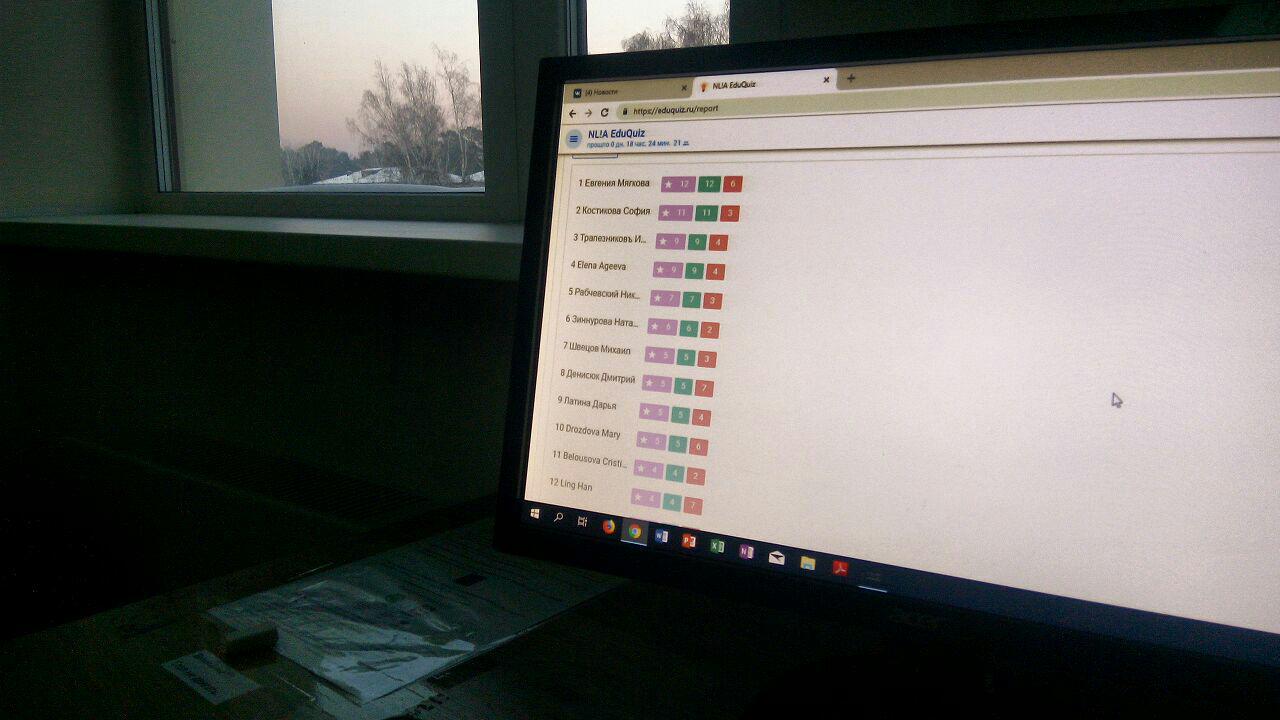 (4) Новости
NL!A EduQuiz
https://eduquiz.ru/report
NL!A EduQuiz
прошло 0 дн. 18 час, 24 мин. 21
1 Евгения Мягкова 12 12 6
2 Костикова София 11 11 3
3 Трапезниковъ И... 9 9 4
4 Elena Ageeva 9 9 4
5 Рабчевский Ник... 7 7 3
6 Зиннурова Ната... 6 6 2
7 Швецов Михаил 5 5 3
8 Денисюк Дмитрий 5 5 7
9 Латина Дарья 5 5 4
10 Drozdova Mary 5 5 6
11 Belousova Cristi... 4 4 2
12 Ling Han 4 4 7